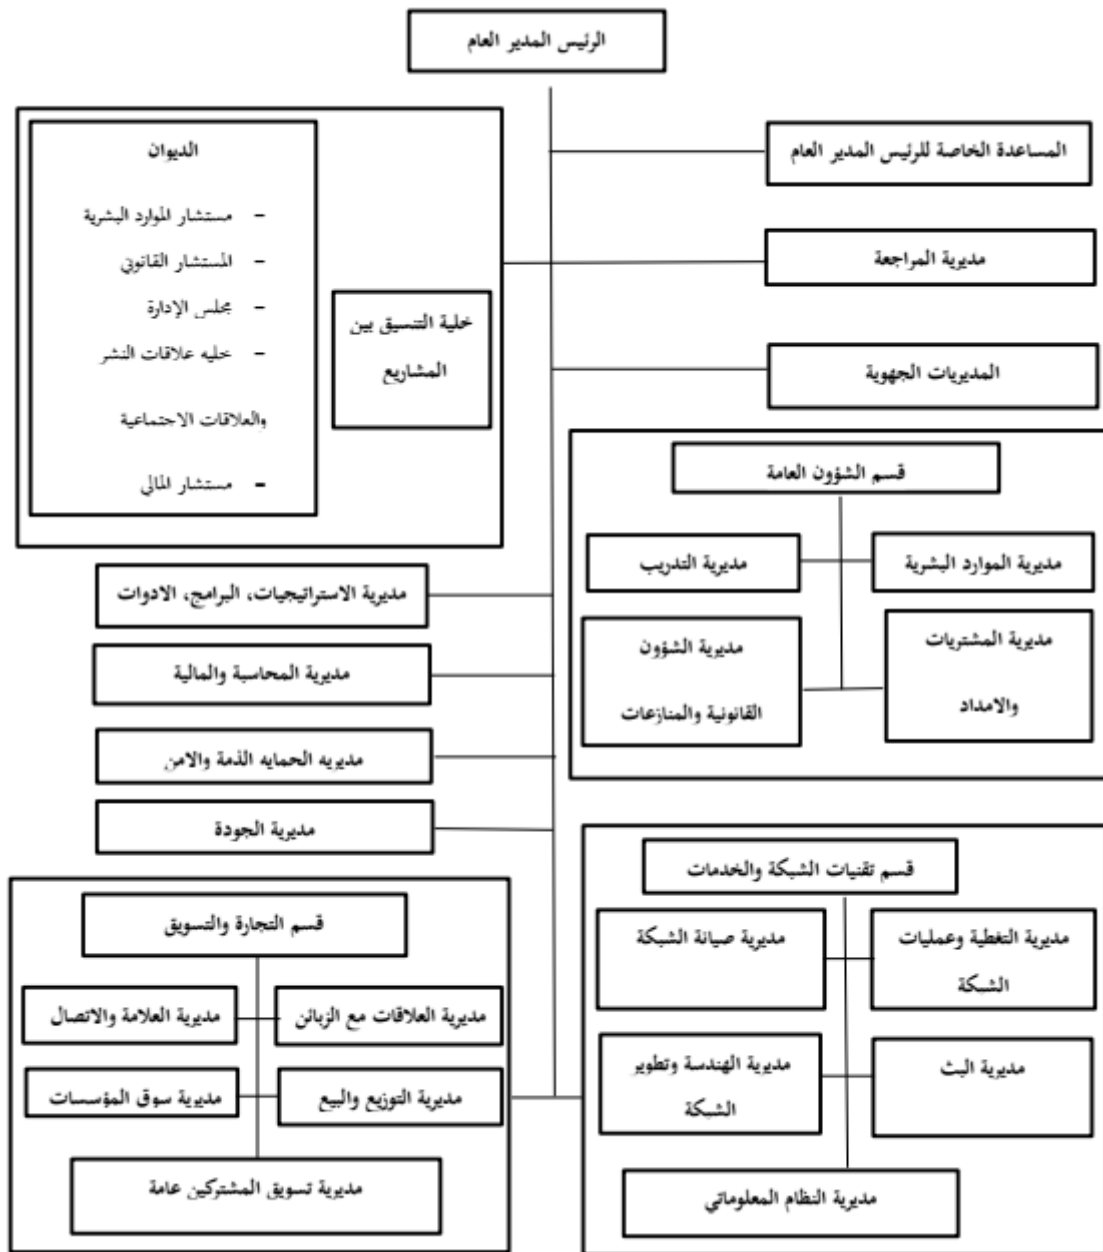 الرئيس المدير العام
المساعدة الخاصة للرئيس المدير العام
الديوان
- مستشار الموارد البشرية
- المستشار القانوني
- مجلس الإدارة
- خليه علاقات النشر
والعلاقات الاجتماعية
- مستشار المالي
خلية التنسيق بين
المشاريع
مديرية المراجعة
المديريات الجهوية
قسم الشؤون العامة
مديرية الموارد البشرية
مديرية التدريب
مديرية المشتريات
والامداد
مديرية الشؤون
القانونية والمنازعات
مديرية الاستراتيجيات، البرامج، الادوات
مديرية المحاسبة والمالية
مديريه الحمايه الذمة والامن
مديرية الجودة
قسم تقنيات الشبكة والخدمات
مديرية التغطية وعمليات
الشبكة
مديرية صيانة الشبكة
مديرية البث
مديرية الهندسة وتطوير
الشبكة
مديرية النظام المعلوماتي
قسم التجارة والتسويق
مديرية العلاقات مع الزبائن
مديرية العلامة والاتصال
مديرية التوزيع والبيع
مديرية سوق المؤسسات
مديرية تسويق المشتركين عامة